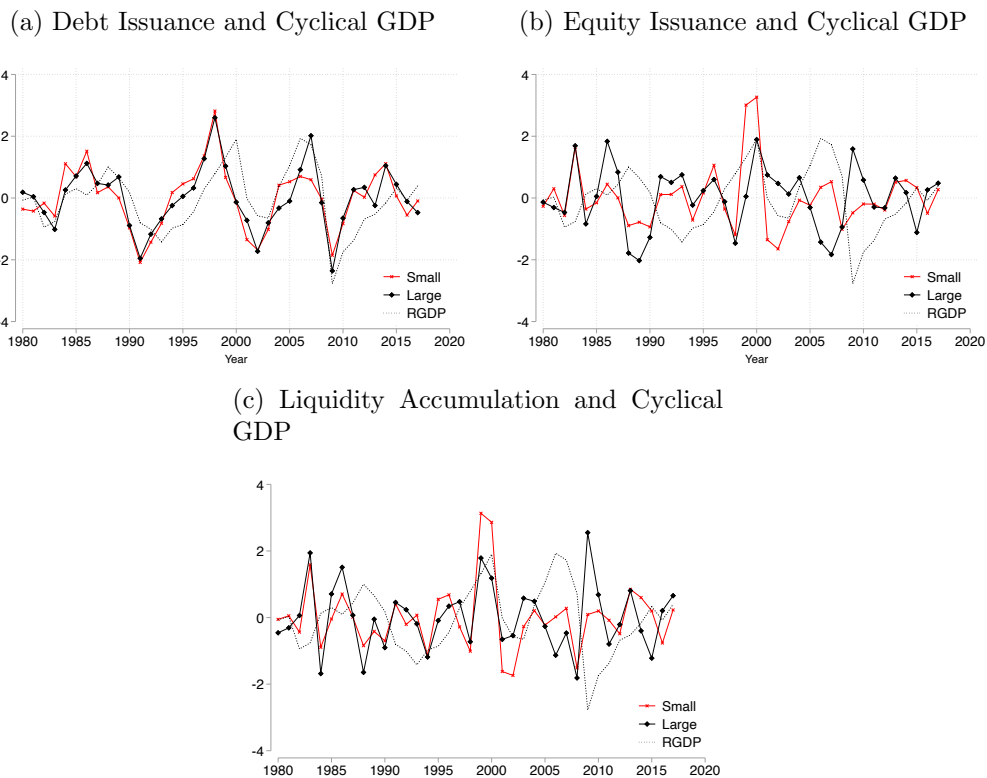 (a) Debt Issuance and Cyclical GDP
4
2
0
-2
-4
1980 1985 1990 1995 2000 2005 2010 2015 2020
Year
Small
Large
RGDP
(b) Equity Issuance and Cyclical GDP
4
2
0
-2
-4
1980 1985 1990 1995 2000 2005 2010 2015 2020
Year
Small
Large
RGDP
(c) Liquidity Accumulation and Cyclical
GDP
4
2
0
-2
-4
1980 1985 1990 1995 2000 2005 2010 2015 2020
Small
Large
RGDP